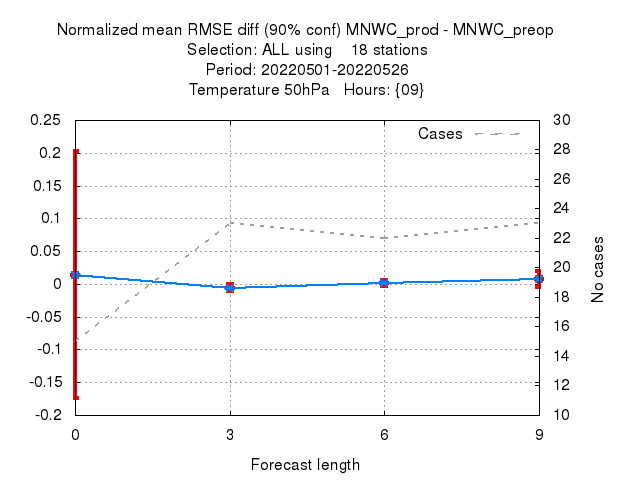 Normalized mean RMSE diff (90% conf) MNWC_prod - MNWC_preop
Selection: ALL using 18 stations
Period: 20220501-20220526
Temperature 50hPa Hours: {09}
Cases
0.25
0.2
0.15
0.1
0.05
0
-0.05
-0.1
-0.15
-0.2
30
28
26
24
22
20
18
16
14
12
10
No cases
0 3 6 9
Forecast length